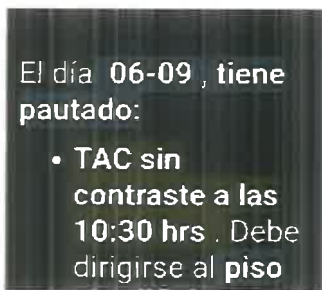 El día 06-09 , tiene
pautado:
• TAC sin
contraste a las
10:30 hrs . Debe
dirigirse al piso